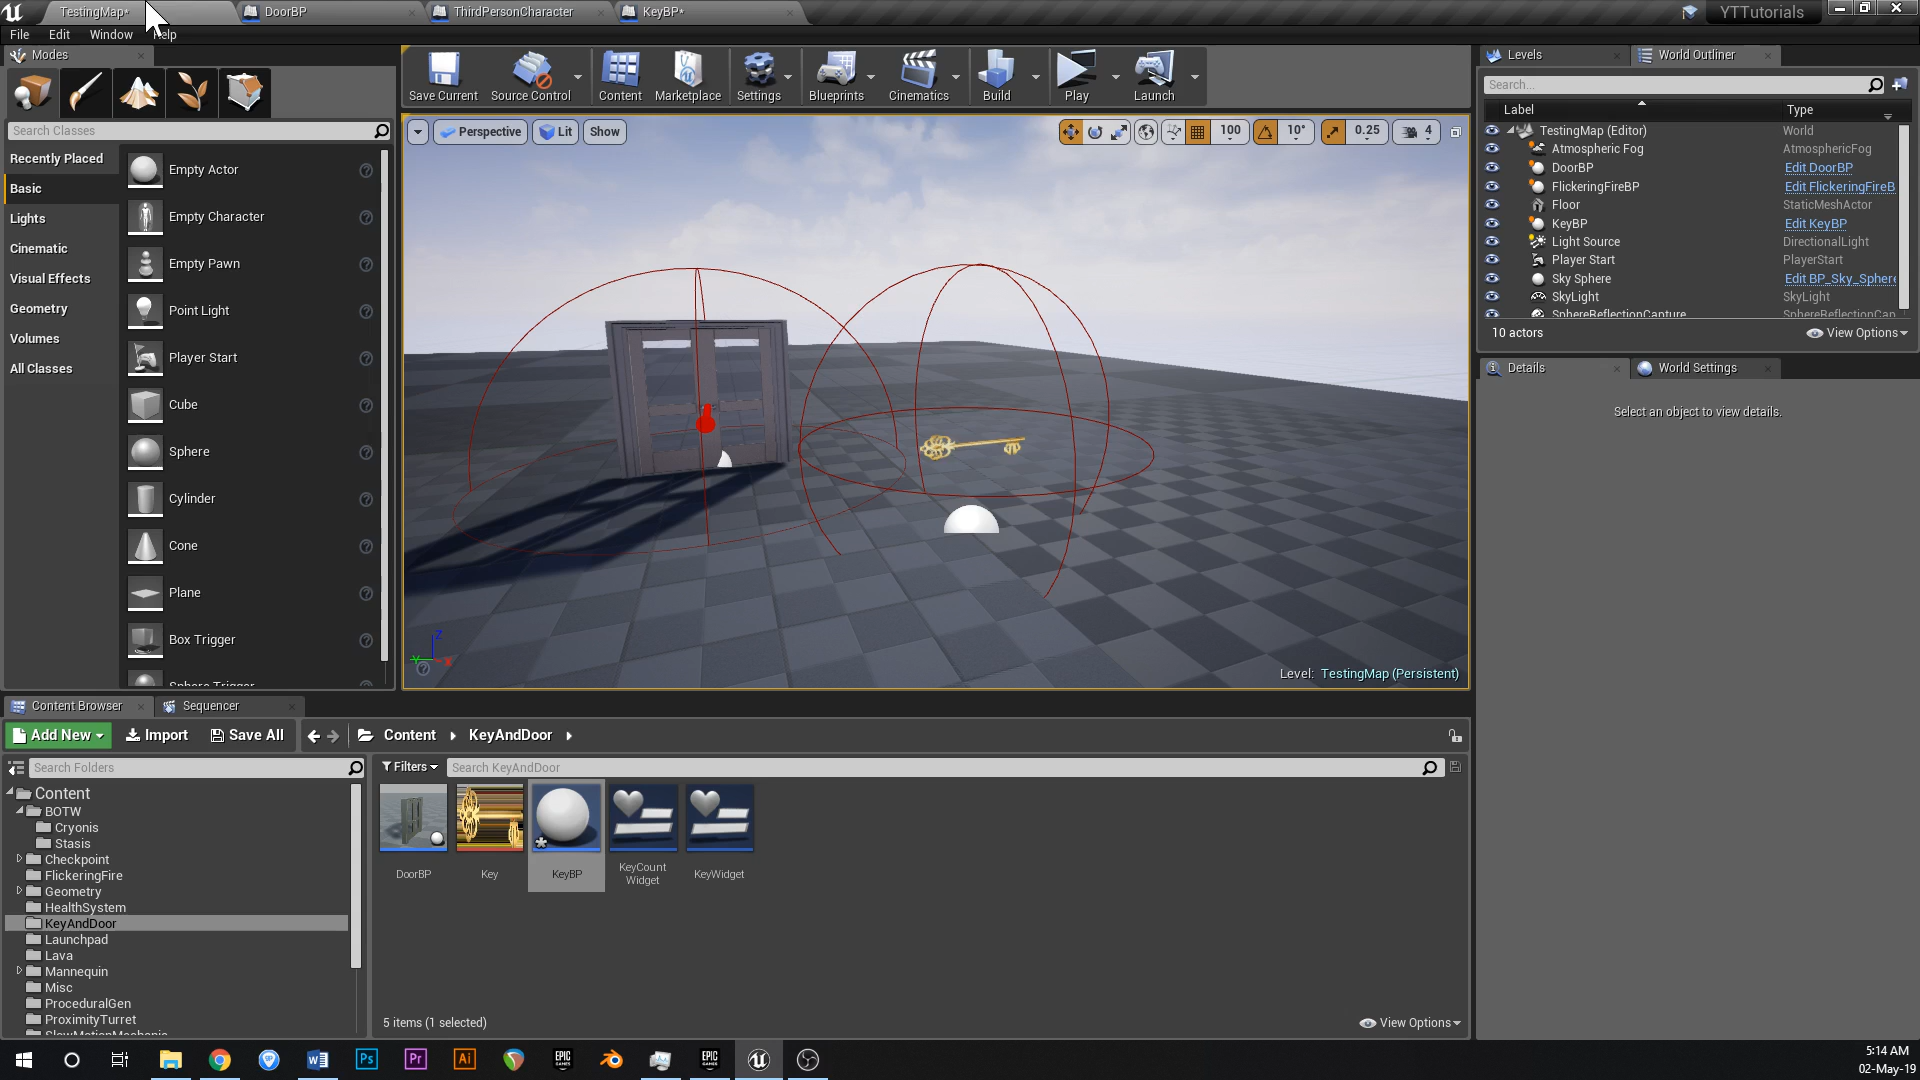 TestingMap*
DoorBP
ThirdPersonCharacter
KeyBP*
YTTutorials
File
Edit
Window
Help
Modes
Search Classes
Recently Placed
Basic
Lights
Cinematic
Visual Effects
Geometry
Volumes
All Classes
Empty Actor
Empty Character
Empty Pawn
Point Light
Player Start
Cube
Sphere
Cylinder
Cone
Plane
Box Trigger
Sphere Trigger
Save Current
Source Control
Content
Marketplace
Settings
Blueprints
Cinematics
Build
Play
Launch
Perspective
Lit
Show
100
10°
0.25
4
Z
Y
X
Level: TestingMap (Persistent)
Levels
World Outliner
Search...
Label
Type
TestingMap (Editor)
World
Atmospheric Fog
AtmosphericFog
DoorBP
Edit DoorBP
FlickeringFireBP
Edit FlickeringFireB
Floor
StaticMeshActor
KeyBP
Edit KeyBP
Light Source
DirectionalLight
Player Start
PlayerStart
Sky Sphere
Edit BP_Sky_Sphere
SkyLight
SkyLight
SphereReflectionCapture
SphereReflectionCap
10 actors
View Options
Details
World Settings
Select an object to view details.
Content Browser
Sequencer
Add New
Import
Save All
Content
KeyAndDoor
Search Folders
Content
BOTW
Cryonis
Stasis
Checkpoint
FlickeringFire
Geometry
HealthSystem
KeyAndDoor
Launchpad
Lava
Mannequin
Misc
ProceduralGen
ProximityTurret
SlowMotionMechanic
Filters
Search KeyAndDoor
DoorBP
Key
KeyBP
KeyCount
Widget
KeyWidget
5 items (1 selected)
View Options
Ps
Pr
Ai
EPIC
GAMES
EPIC
GAMES
5:14 AM
02-May-19